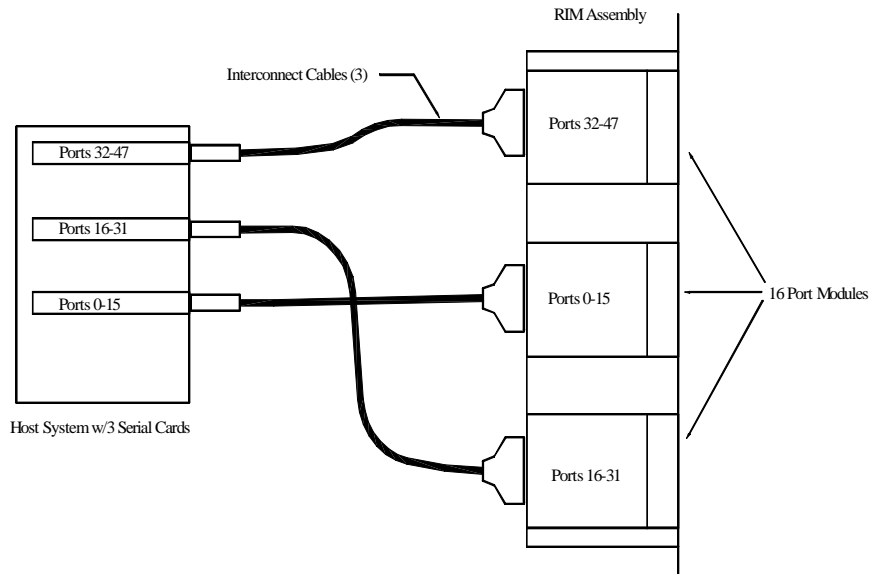 RIM Assembly
Interconnect Cables (3)
Ports 32-47
Ports 32-47
Ports 16-31
Ports 0-15
Ports 0-15
16 Port Modules
Host System w/3 Serial Cards
Ports 16-31